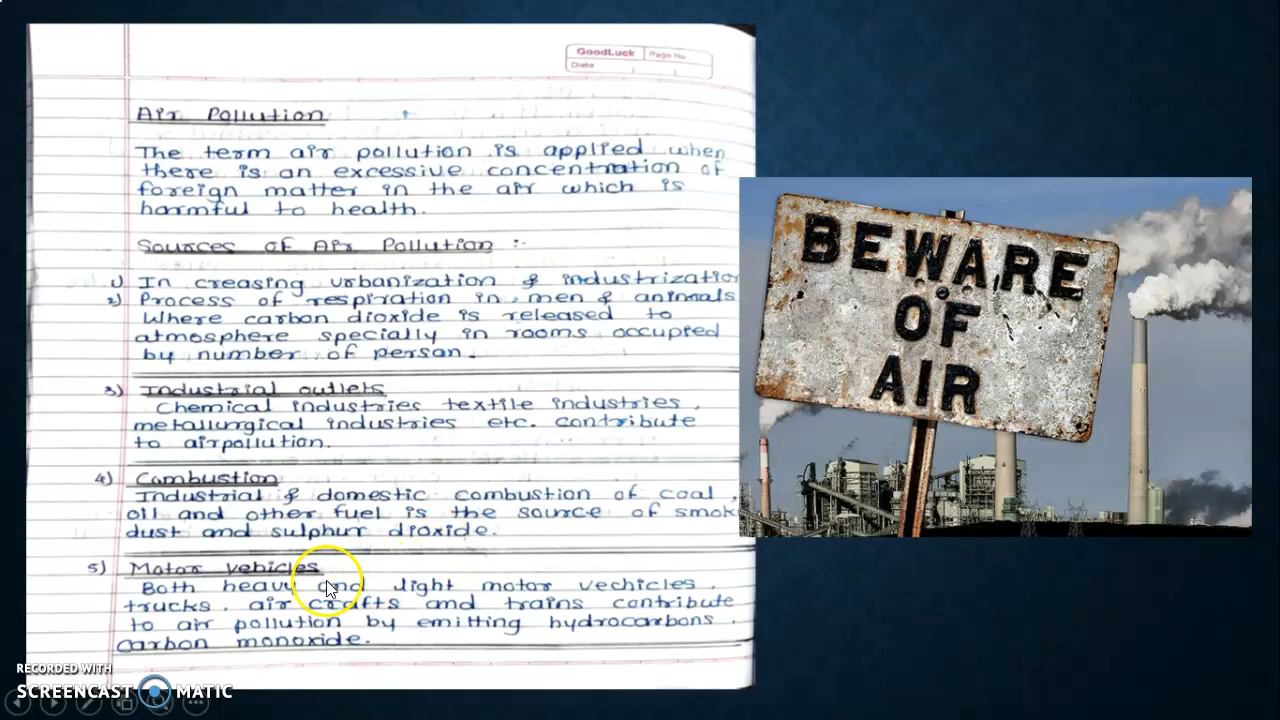 GoodLuck
Page No
Date
Air Pollution
The term air pollution is applied when
there is an excessive concentration of
foreign matter in the air which is
harmful to health.
Sources of Air Pollution :-
1) In creasing urbanization & industrization
2) Process of respiration in men & animals
Where carbon dioxide is released to
atmosphere specially in rooms occupied
by number of person.
3) Industrial outlets
Chemical industries textile industries,
metallurgical industries etc. contribute
to airpollution.
4) Combustion
Industrial & domestic combustion of coal,
oil and other fuel is the source of smok
dust and sulphur dioxide.
5) Motor vehicles
Both heavy and light motor vechicles.
trucks. air crafts and trains contribute
to air pollution by emitting hydrocarbons.
carbon monoxide.
BEWARE
OF
AIR
RECORDED WITH
SCREENCAST MATIC